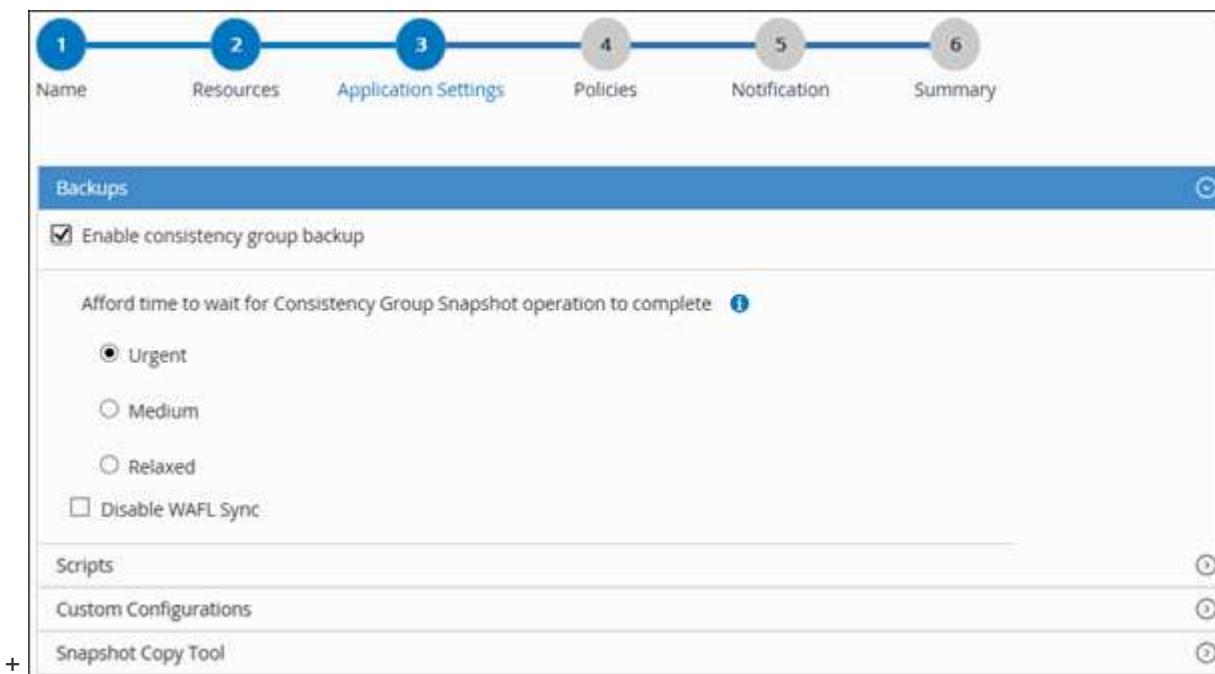 1 2 3 4 5 6
Name Resources Application Settings Policies Notification Summary
Backups
Enable consistency group backup
Afford time to wait for Consistency Group Snapshot operation to complete
Urgent
Medium
Relaxed
Disable WAFL Sync
Scripts
Custom Configurations
Snapshot Copy Tool
+